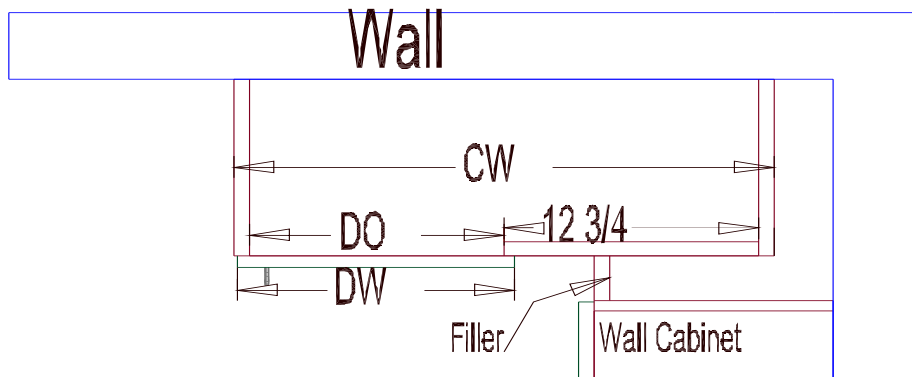 Wall
CW
DO
12 3/4
DW
Filler
Wall Cabinet